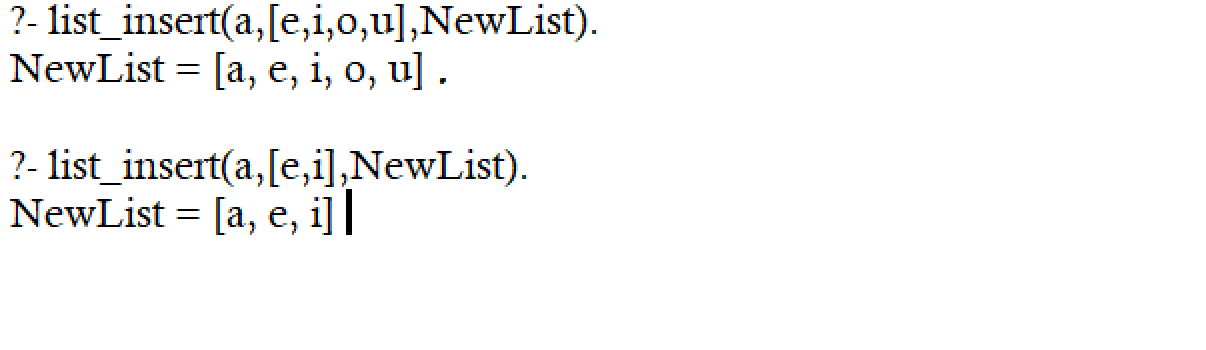 ?- list_insert(a,[e,i,o,u],NewList).
NewList = [a, e, i, o, u] .
?- list_insert(a,[e,i],NewList).
NewList = [a, e, i]